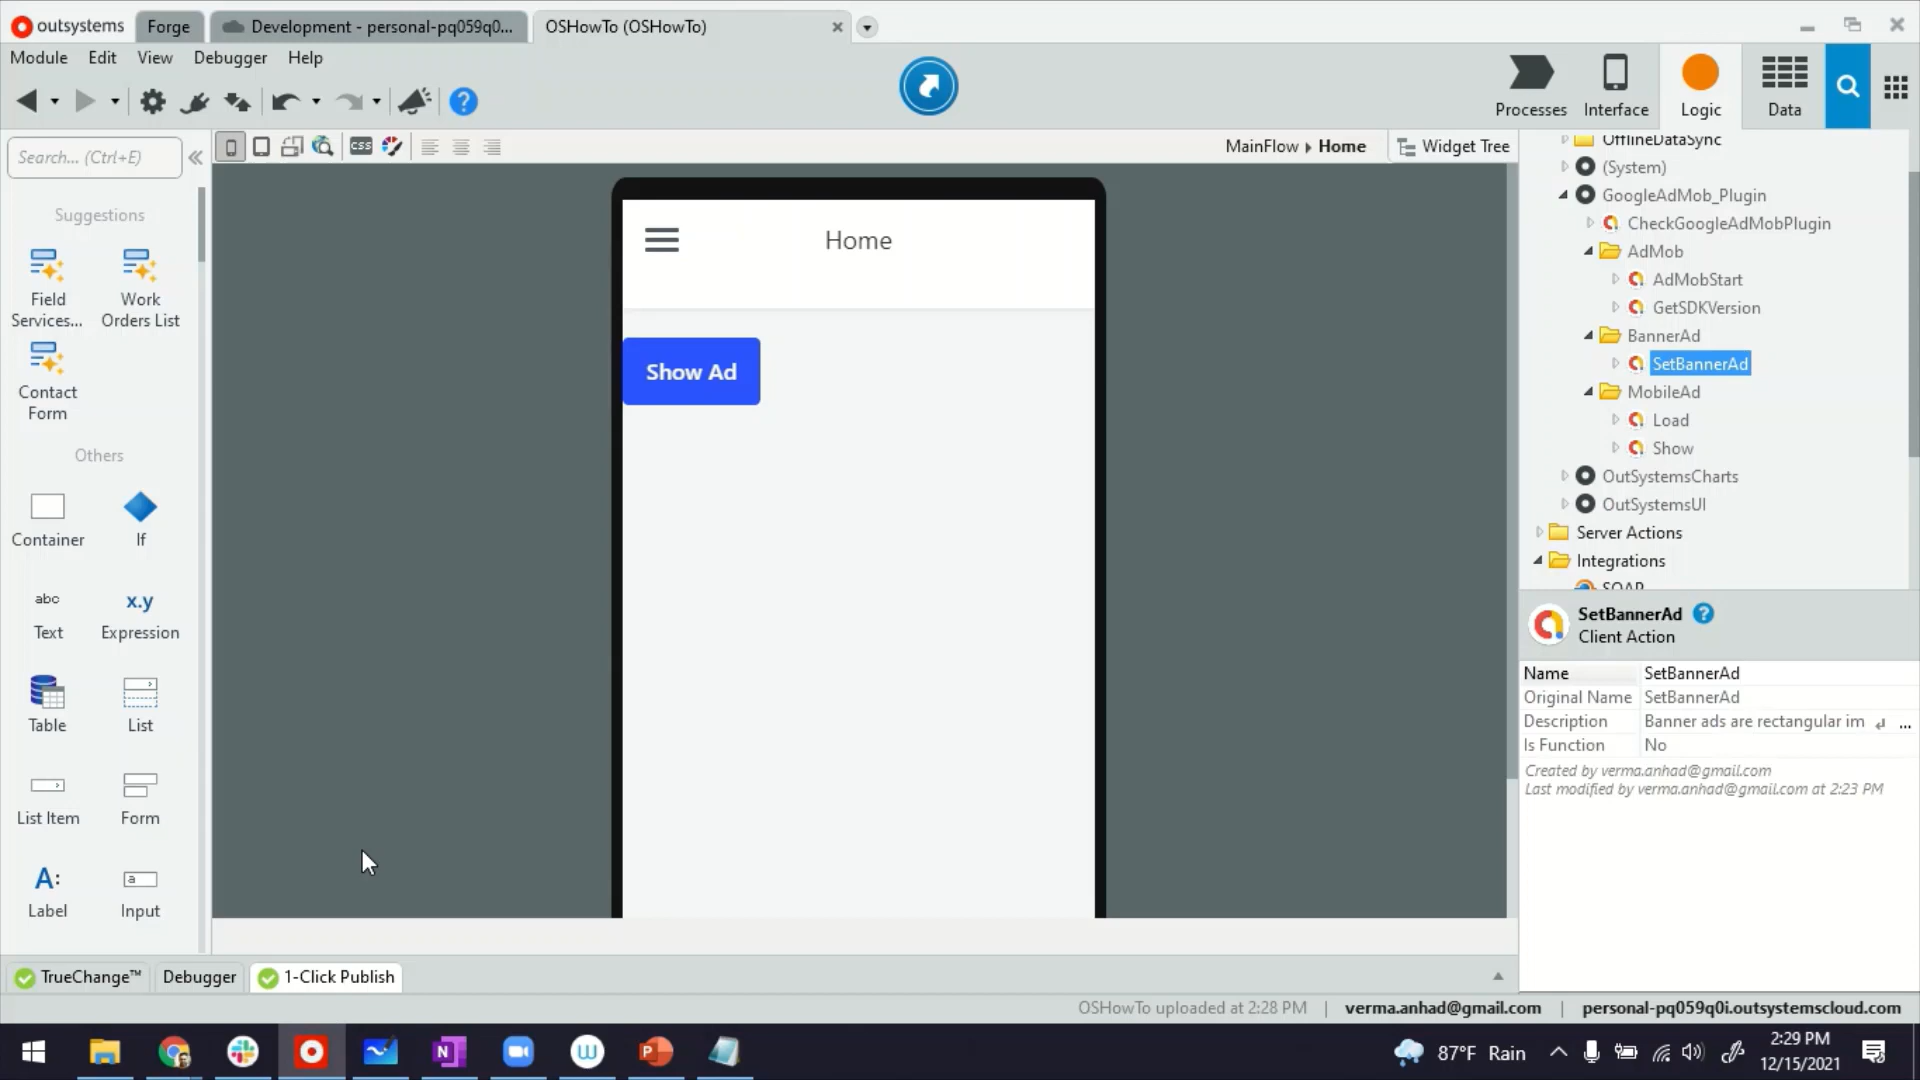 outsystems
Forge
Development - personal-pq059q0...
OSHowTo (OSHowTo)
Module Edit View Debugger Help
Processes
Interface
Logic
Data
Search... (Ctrl+E)
CSS
MainFlow Home
Widget Tree
Suggestions
Field Services...
Work Orders List
Contact Form
Others
Container
If
abc
Text
x.y
Expression
Table
List
List Item
Form
A:
Label
a
Input
Home
Show Ad
OfflineDataSync
(System)
GoogleAdMob_Plugin
CheckGoogleAdMobPlugin
AdMob
AdMobStart
GetSDKVersion
BannerAd
SetBannerAd
MobileAd
Load
Show
OutSystemsCharts
OutSystemsUI
Server Actions
Integrations
SOAP
SetBannerAd ?
Client Action
Name SetBannerAd
Original Name SetBannerAd
Description Banner ads are rectangular im ...
Is Function No
Created by verma.anhad@gmail.com
Last modified by verma.anhad@gmail.com at 2:23 PM
TrueChange™ Debugger 1-Click Publish
OSHowTo uploaded at 2:28 PM | verma.anhad@gmail.com | personal-pq059q0i.outsystemscloud.com
87°F Rain
2:29 PM
12/15/2021